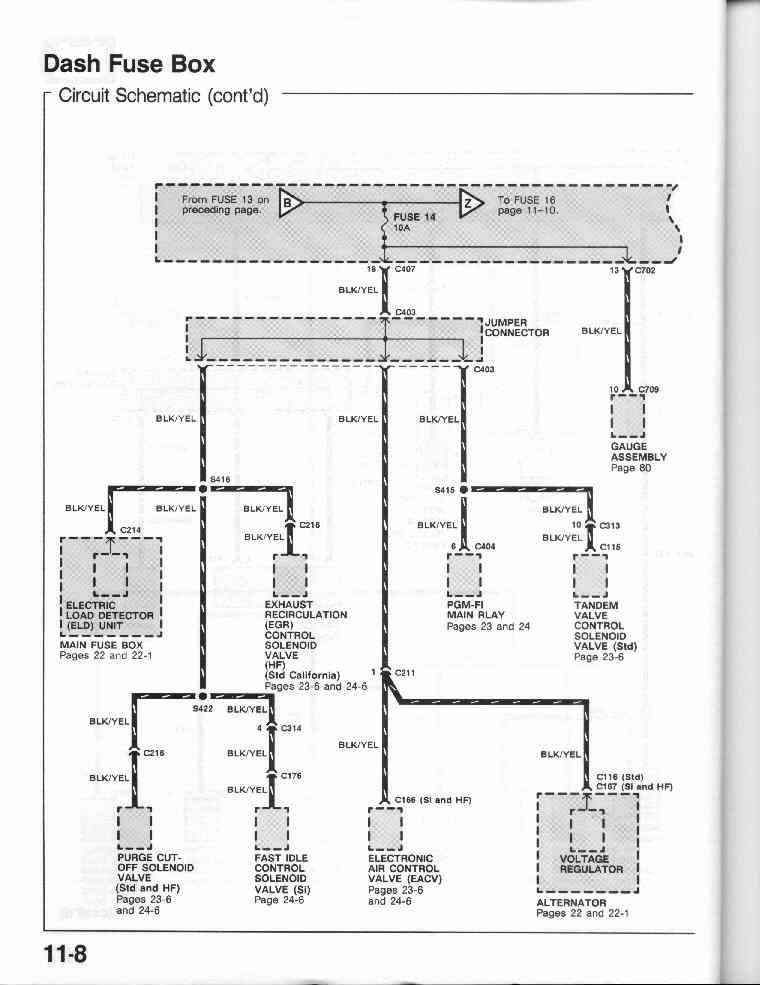 Dash Fuse Box
Circuit Schematic (cont'd)
From FUSE 13 on
preceding page.
B
Z
To FUSE 16
page 11-10.
FUSE 14
10A
18 C407
13 C702
BLK/YEL
C403
JUMPER
CONNECTOR
BLK/YEL
C403
10 C709
GAUGE
ASSEMBLY
Page 80
BLK/YEL
BLK/YEL
BLK/YEL
S416
S415
BLK/YEL
BLK/YEL
BLK/YEL
BLK/YEL
C214
C216
BLK/YEL
BLK/YEL
10 C313
BLK/YEL
6 C404
C115
ELECTRIC
LOAD DETECTOR
(ELD) UNIT
MAIN FUSE BOX
Pages 22 and 22-1
EXHAUST
RECIRCULATION
(EGR)
CONTROL
SOLENOID
VALVE
(HF)
(Std California)
Pages 23-6 and 24-6
PGM-FI
MAIN RLAY
Pages 23 and 24
TANDEM
VALVE
CONTROL
SOLENOID
VALVE (Std)
Page 23-6
1 C211
S422
BLK/YEL
BLK/YEL
4 C314
C216
BLK/YEL
BLK/YEL
BLK/YEL
BLK/YEL
C176
BLK/YEL
C116 (Std)
C167 (Si and HF)
C166 (Si and HF)
PURGE CUT-
OFF SOLENOID
VALVE
(Std and HF)
Pages 23-6
and 24-6
FAST IDLE
CONTROL
SOLENOID
VALVE (Si)
Page 24-6
ELECTRONIC
AIR CONTROL
VALVE (EACV)
Pages 23-6
and 24-6
VOLTAGE
REGULATOR
ALTERNATOR
Pages 22 and 22-1
11-8